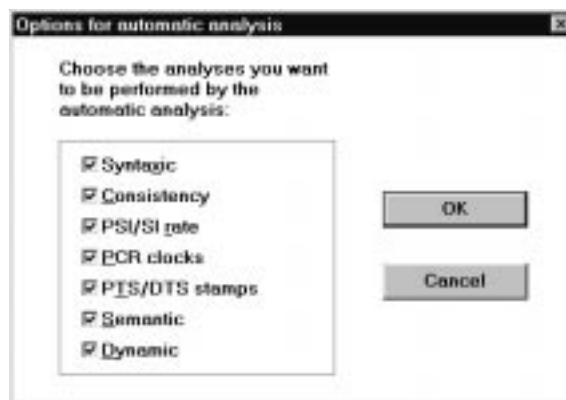 Options for automatic analysis
Choose the analyses you want
to be performed by the
automatic analysis:
Syntaxic
Consistency
PSI/SI rate
PCR clocks
PTS/DTS stamps
Semantic
Dynamic
OK
Cancel